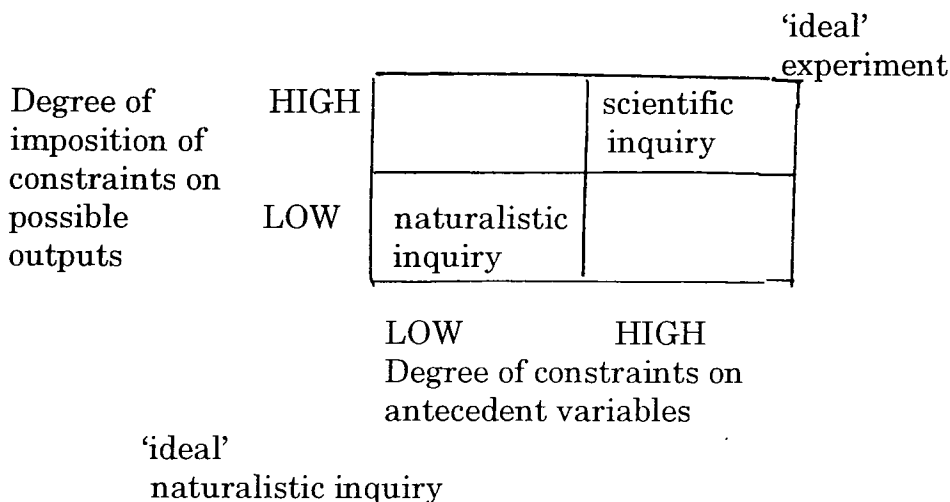 ‘ideal’
experiment
Degree of
imposition of
constraints on
possible
outputs
HIGH
scientific
inquiry
LOW
naturalistic
inquiry
LOW HIGH
Degree of constraints on
antecedent variables
‘ideal’
naturalistic inquiry